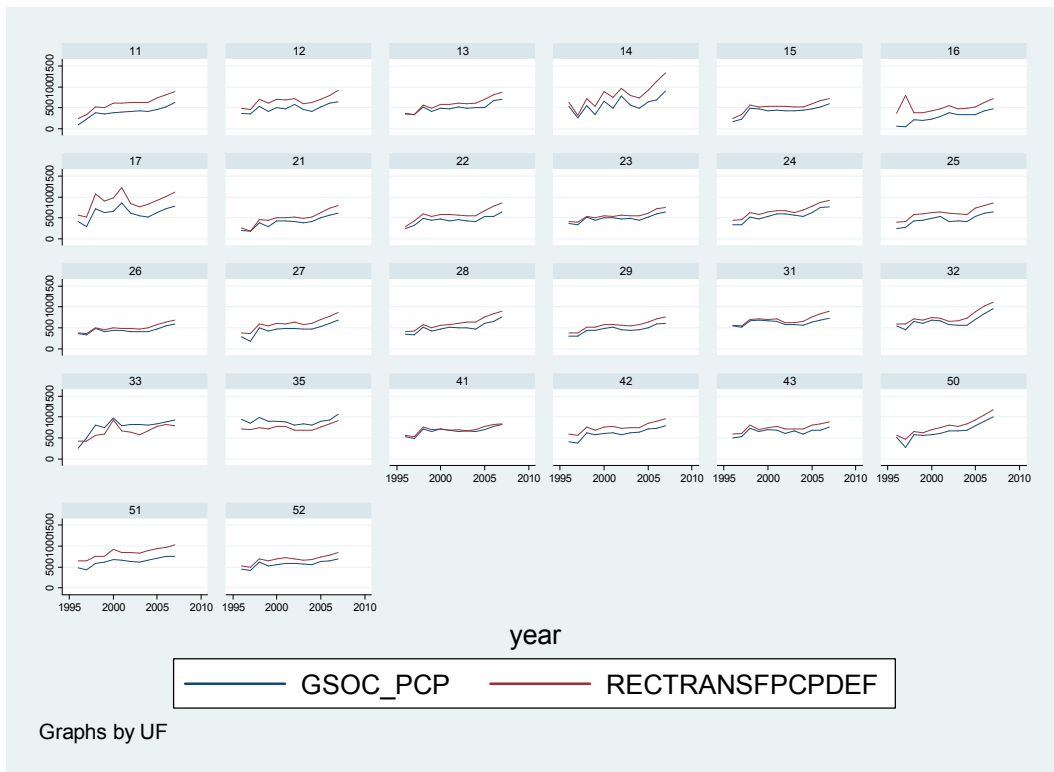 11 12 13 14 15 16
0 500 1000 1500
17 21 22 23 24 25
0 500 1000 1500
26 27 28 29 31 32
0 500 1000 1500
33 35 41 42 43 50
0 500 1000 1500
1995 2000 2005 2010 1995 2000 2005 2010 1995 2000 2005 2010 1995 2000 2005 2010
51 52
0 500 1000 1500
1995 2000 2005 2010 1995 2000 2005 2010
year
GSOC_PCP RECTRANSFPCPDEF
Graphs by UF